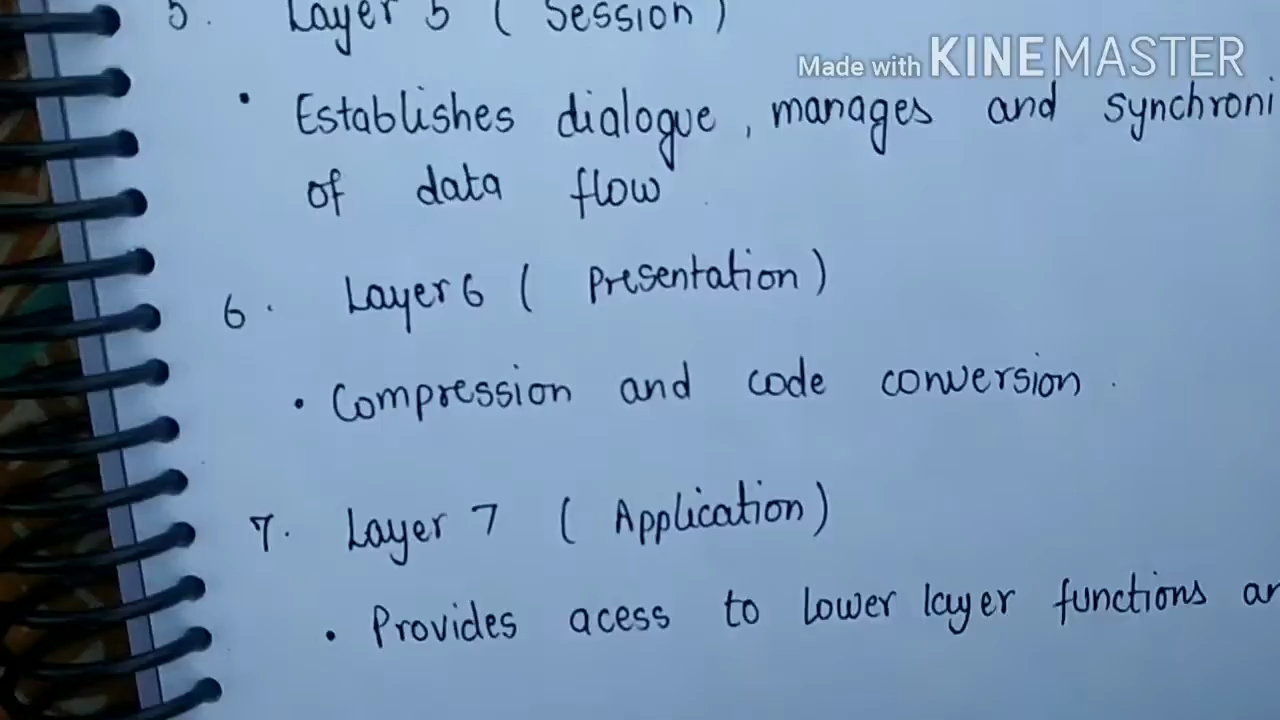 5. Layer 5 ( Session )
Made with KINEMASTER
• Establishes dialogue, manages and synchroni
of data flow
6. Layer 6 ( Presentation )
• Compression and code conversion.
7. Layer 7 ( Application )
• Provides acess to lower layer functions ar